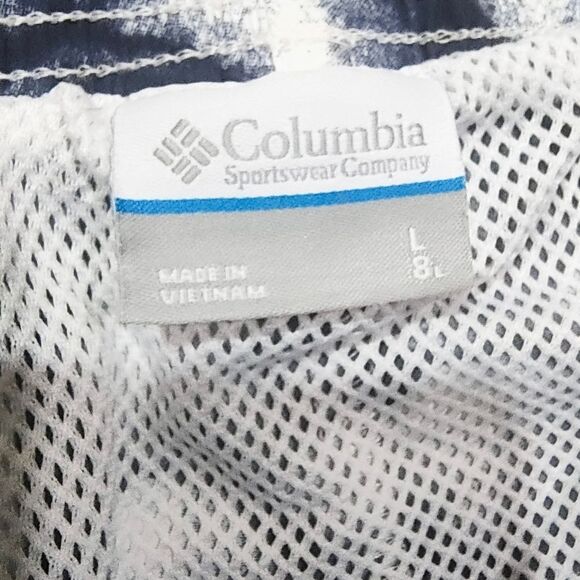 Columbia
Sportswear Company
L
8L
MADE IN
VIETNAM